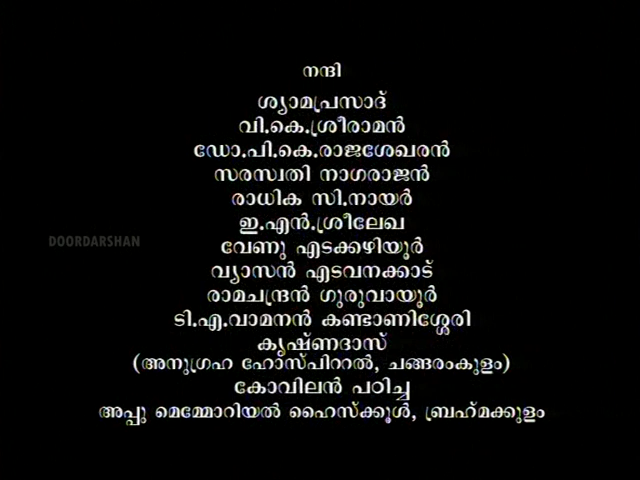 നന്ദി
ശ്യാമപ്രസാദ്
വി.കെ.ശ്രീരാമൻ
ഡോ.പി.കെ.രാജശേഖരൻ
സരസ്വതി നാഗരാജൻ
രാധിക സി.നായർ
ഇ.എൻ.ശ്രീലേഖ
DOORDARSHAN
വേണു എടക്കഴിയൂർ
വ്യാസൻ എടവനക്കാട്
രാമചന്ദ്രൻ ഗുരുവായൂർ
ടി.എ.വാമനൻ കണ്ടാണിശ്ശേരി
കൃഷ്ണദാസ്
(അനുഗ്രഹ ഹോസ്പിറ്റൽ, ചങ്ങരംകുളം)
കോവിലൻ പഠിച്ച
അപ്പു മെമ്മോറിയൽ ഹൈസ്ക്കൂൾ, ബ്രഹ്മക്കുളം